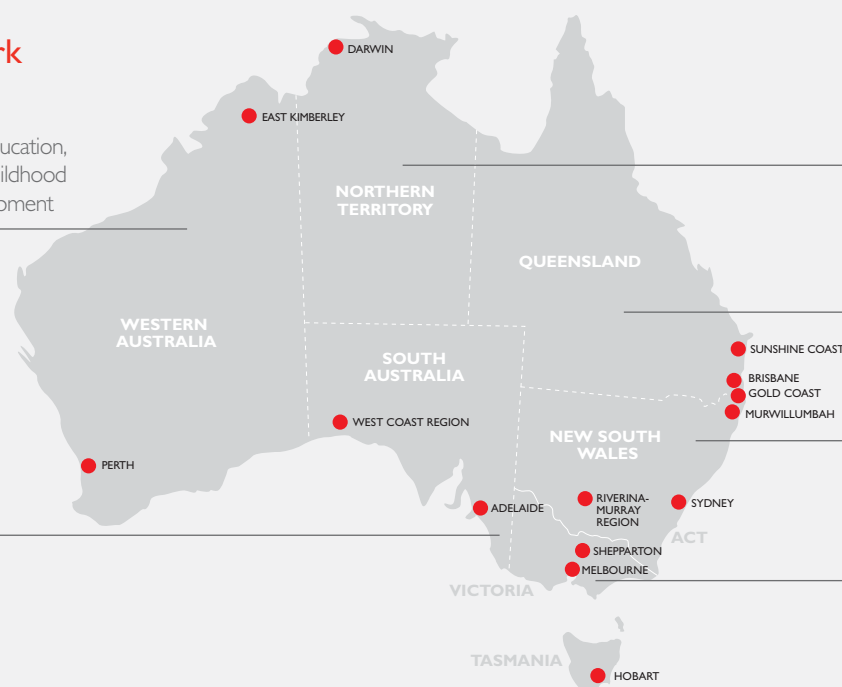 rk
ucation,
ildhood
pment
DARWIN
EAST KIMBERLEY
NORTHERN
TERRITORY
QUEENSLAND
WESTERN
AUSTRALIA
SOUTH
AUSTRALIA
SUNSHINE COAST
BRISBANE
GOLD COAST
MURWILLUMBAH
WEST COAST REGION
NEW SOUTH
WALES
PERTH
ADELAIDE
RIVERINA-
MURRAY
REGION
SYDNEY
ACT
SHEPPARTON
MELBOURNE
VICTORIA
TASMANIA
HOBART